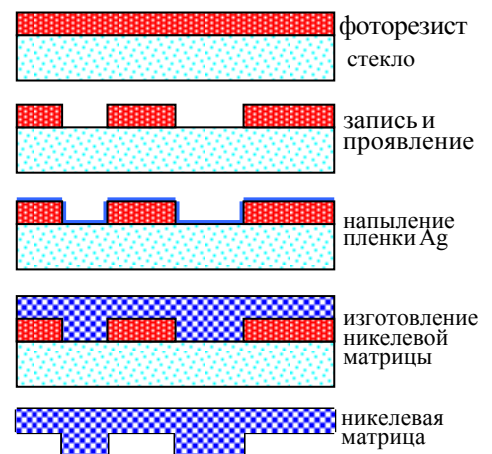 фоторезист
стекло
запись и
проявление
напыление
пленки Ag
изготовление
никелевой
матрицы
никелевая
матрица